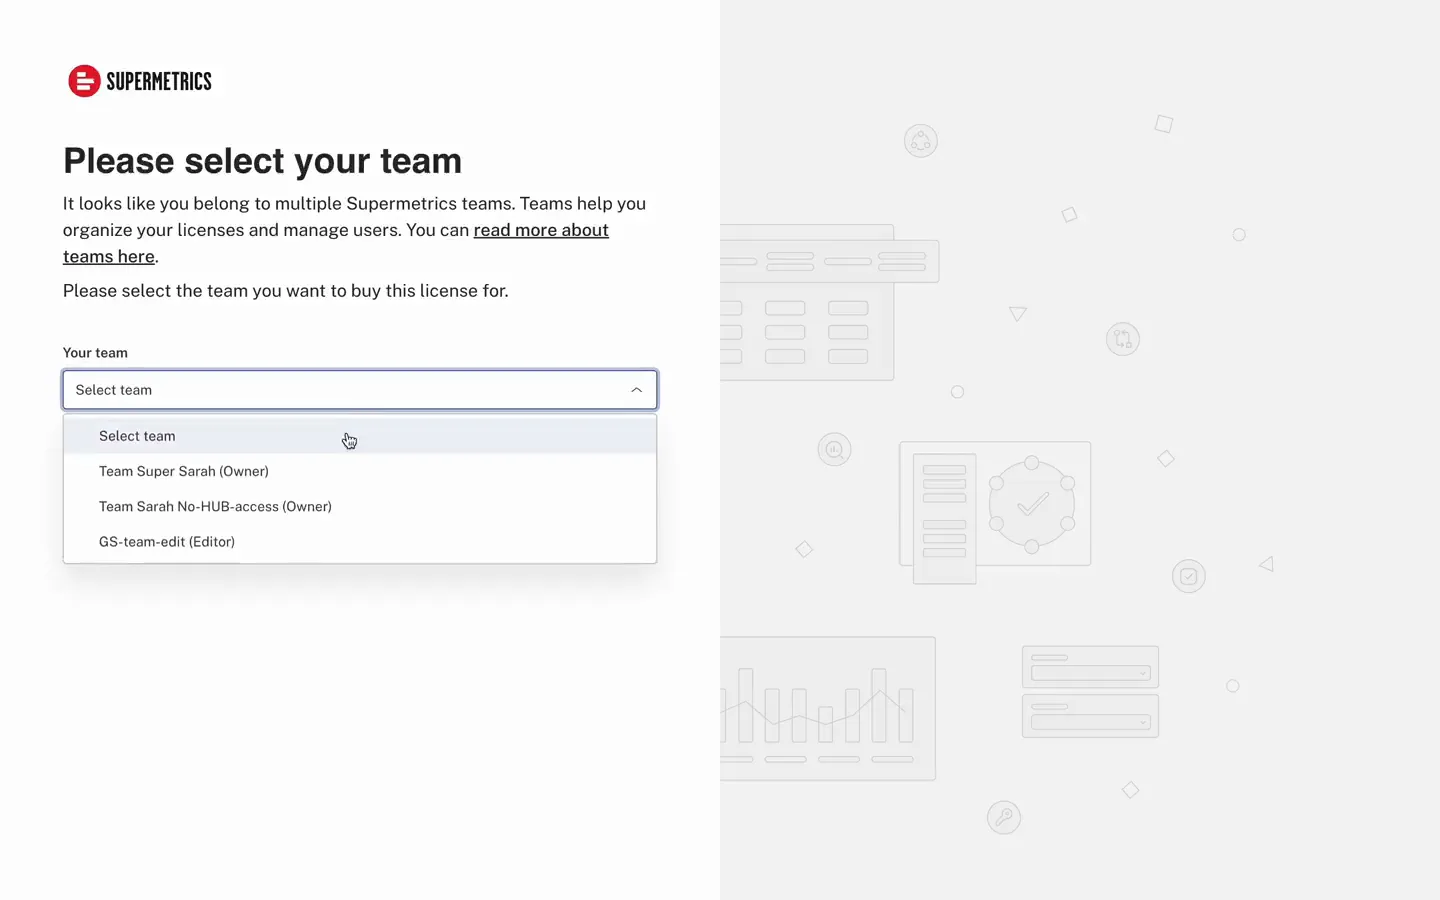 SUPERMETRICS
Please select your team
It looks like you belong to multiple Supermetrics teams. Teams help you
organize your licenses and manage users. You can read more about
teams here.
Please select the team you want to buy this license for.
Your team
Select team
Select team
Team Super Sarah (Owner)
Team Sarah No-HUB-access (Owner)
GS-team-edit (Editor)